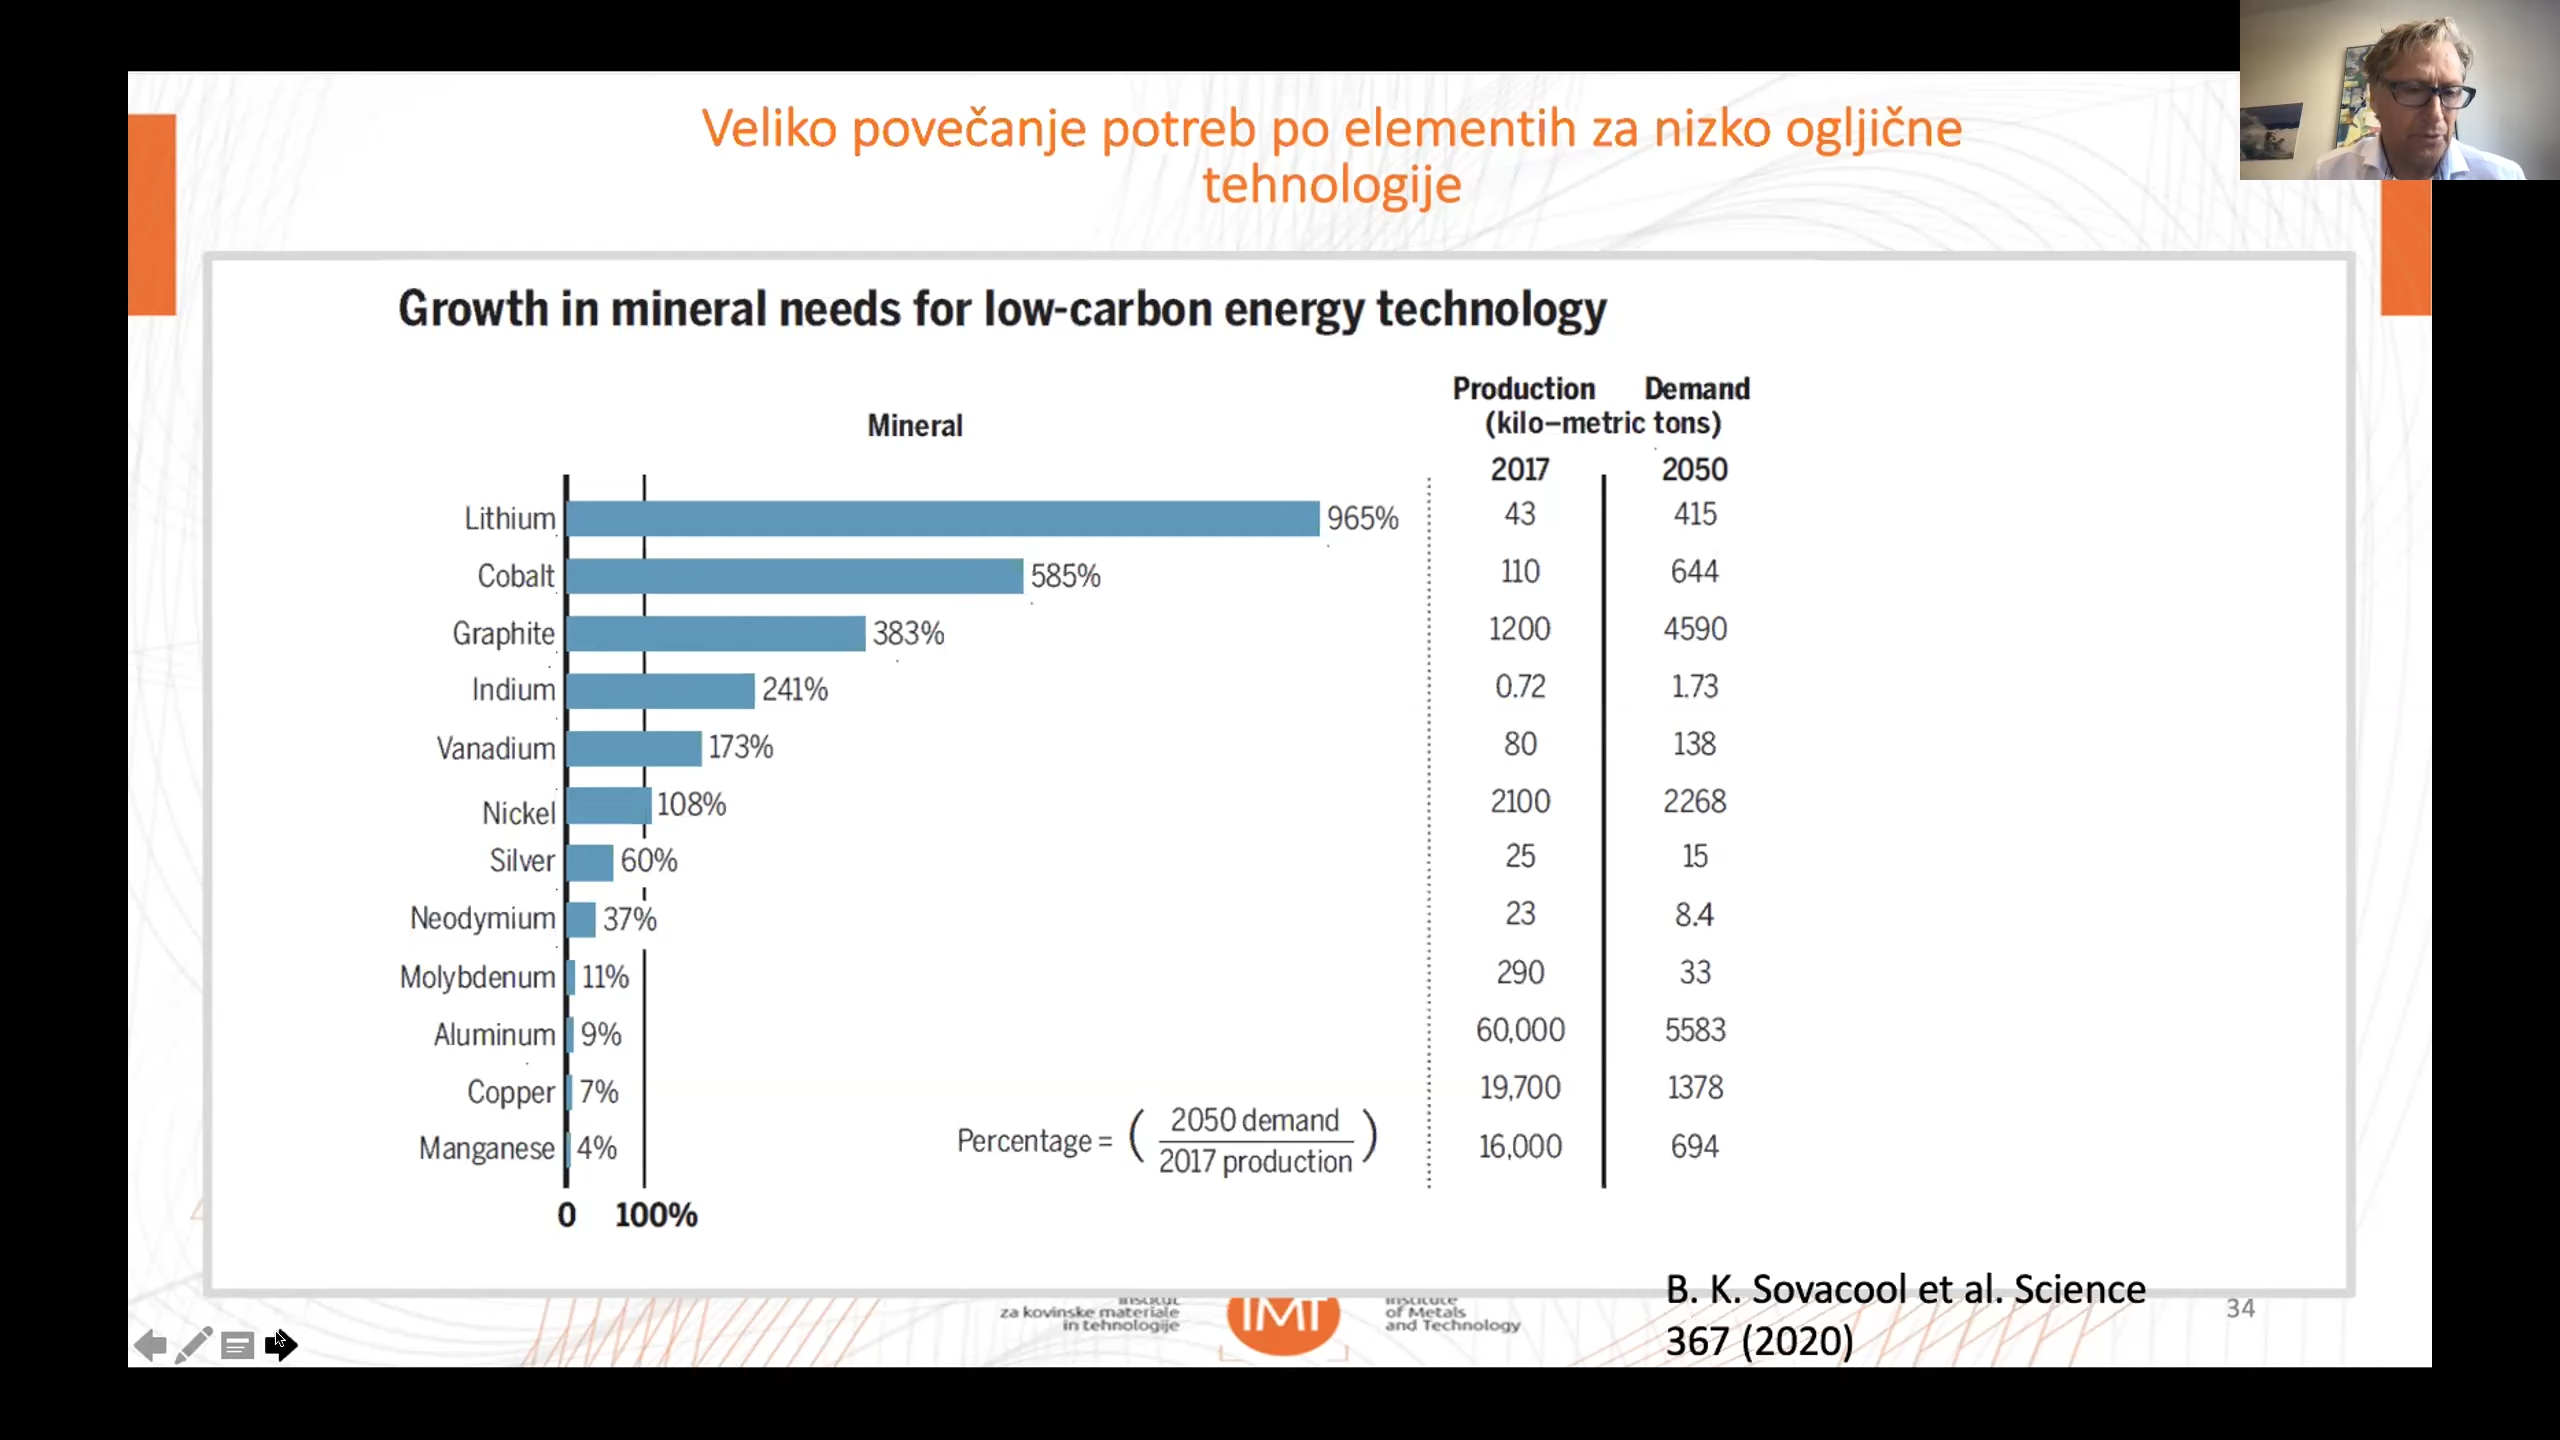 Veliko povečanje potreb po elementih za nizko ogljične
tehnologije
Growth in mineral needs for low-carbon energy technology
Mineral
Production Demand
(kilo–metric tons)
2017 2050
Lithium 965% 43 415
Cobalt 585% 110 644
Graphite 383% 1200 4590
Indium 241% 0.72 1.73
Vanadium 173% 80 138
Nickel 108% 2100 2268
Silver 60% 25 15
Neodymium 37% 23 8.4
Molybdenum 11% 290 33
Aluminum 9% 60,000 5583
Copper 7% 19,700 1378
Manganese 4% 16,000 694
Percentage = ( 2050 demand
2017 production )
0 100%
B. K. Sovacool et al. Science
367 (2020)
34
za kovinske materiale
in tehnologije
IMT
of Metals
and Technology